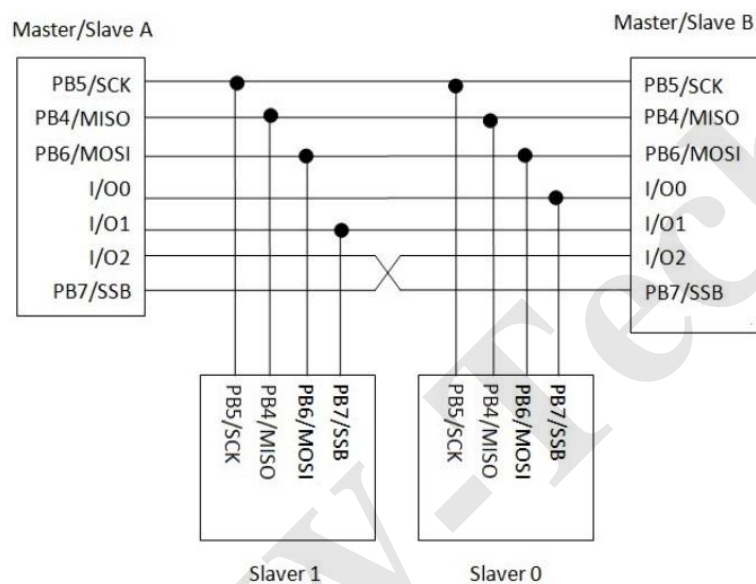 Master/Slave A
Master/Slave B
PB5/SCK
PB4/MISO
PB6/MOSI
I/O0
I/O1
I/O2
PB7/SSB
PB5/SCK
PB4/MISO
PB6/MOSI
I/O0
I/O1
I/O2
PB7/SSB
PB5/SCK
PB4/MISO
PB6/MOSI
PB7/SSB
PB5/SCK
PB4/MISO
PB6/MOSI
PB7/SSB
Slaver 1
Slaver 0